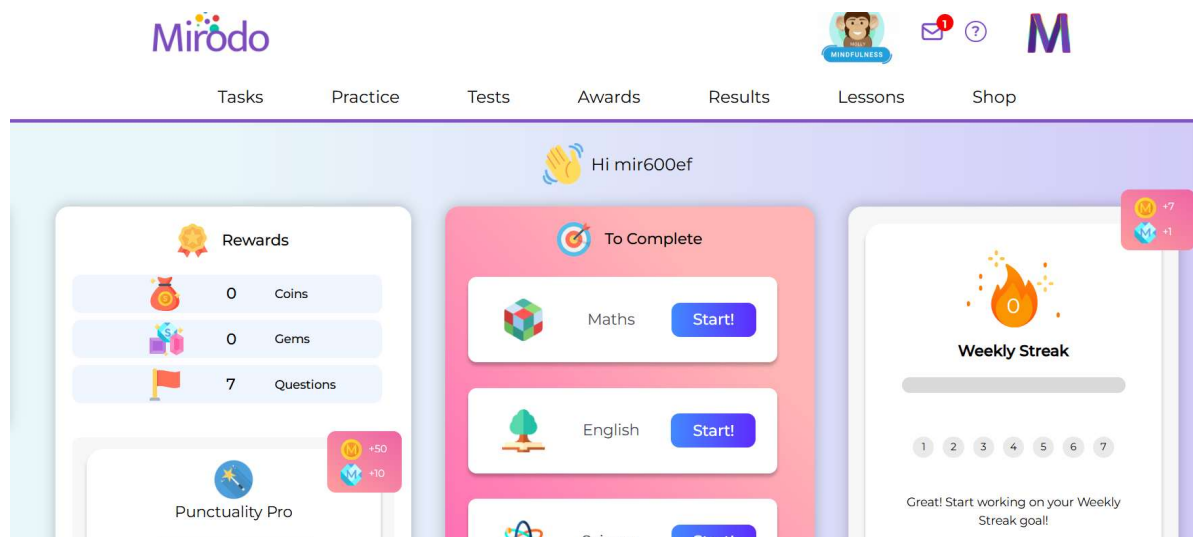 Mirodo
MINDFULNESS
1
?
M
Tasks Practice Tests Awards Results Lessons Shop
Hi mir600ef
Rewards
0 Coins
0 Gems
7 Questions
+50
+10
Punctuality Pro
To Complete
Maths Start!
English Start!
+7
+1
0
Weekly Streak
1 2 3 4 5 6 7
Great! Start working on your Weekly
Streak goal!